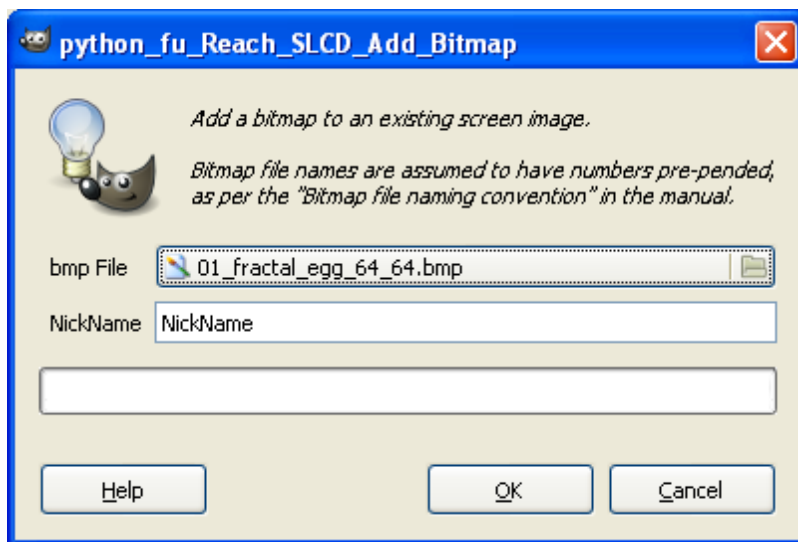 python_fu_Reach_SLCD_Add_Bitmap
Add a bitmap to an existing screen image.
Bitmap file names are assumed to have numbers pre-pended,
as per the "Bitmap file naming convention" in the manual.
bmp File 01_fractal_egg_64_64.bmp
NickName NickName
Help OK Cancel